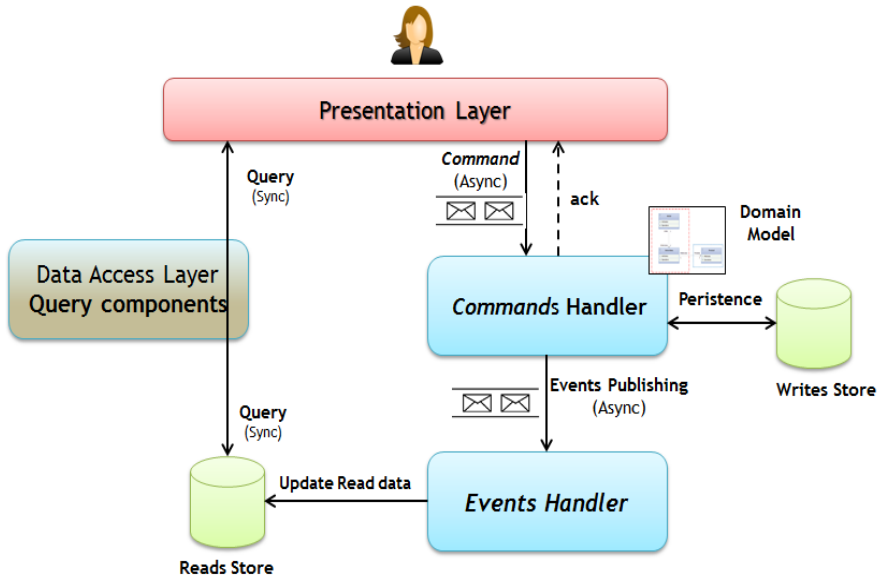 Presentation Layer
Query
(Sync)
Command
(Async)
ack
Domain
Model
Data Access Layer
Query components
Commands Handler
Peristence
Writes Store
Events Publishing
(Async)
Query
(Sync)
Update Read data
Events Handler
Reads Store